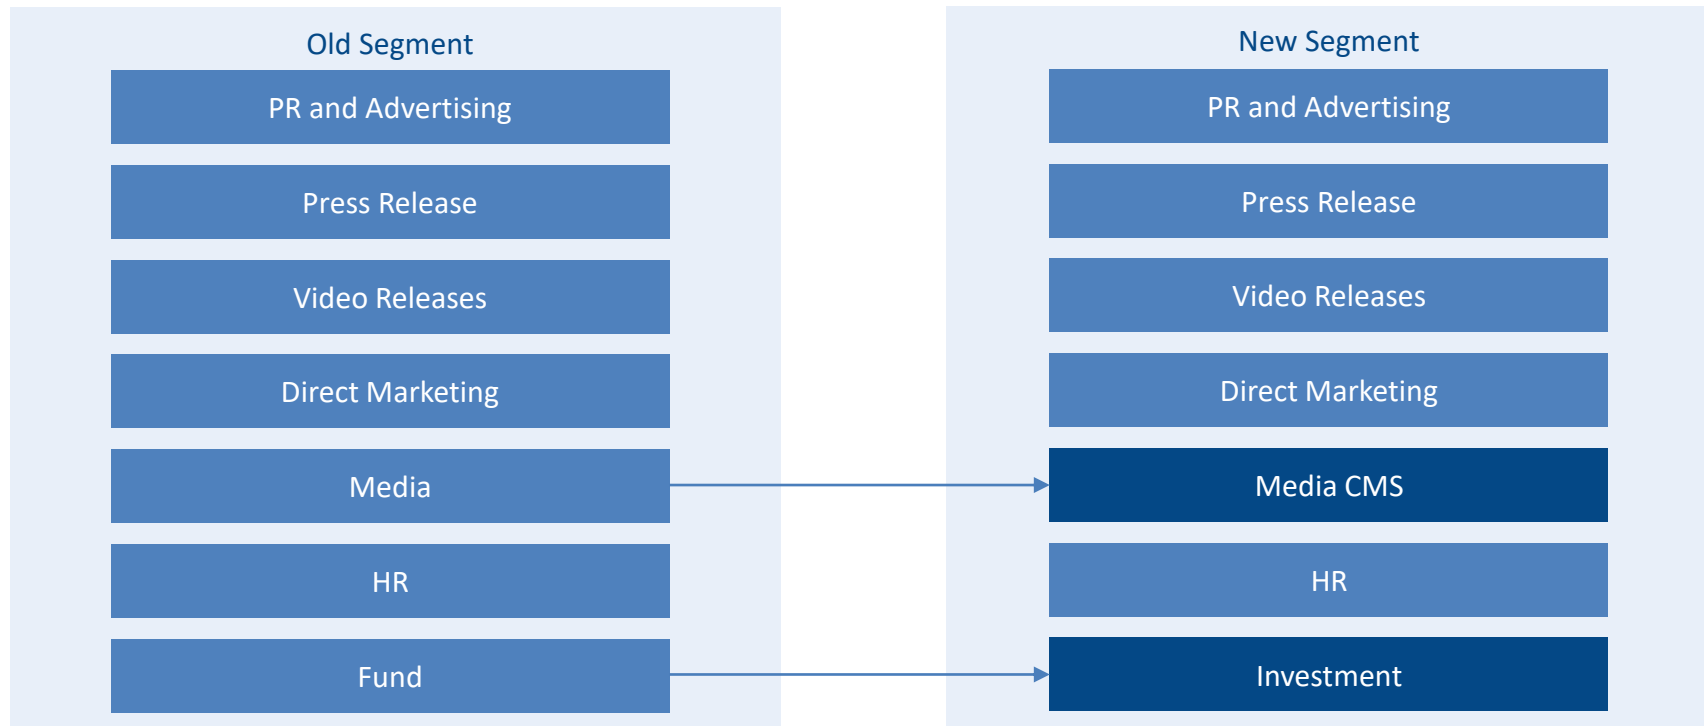 Old Segment
PR and Advertising
Press Release
Video Releases
Direct Marketing
Media
HR
Fund
New Segment
PR and Advertising
Press Release
Video Releases
Direct Marketing
Media CMS
HR
Investment